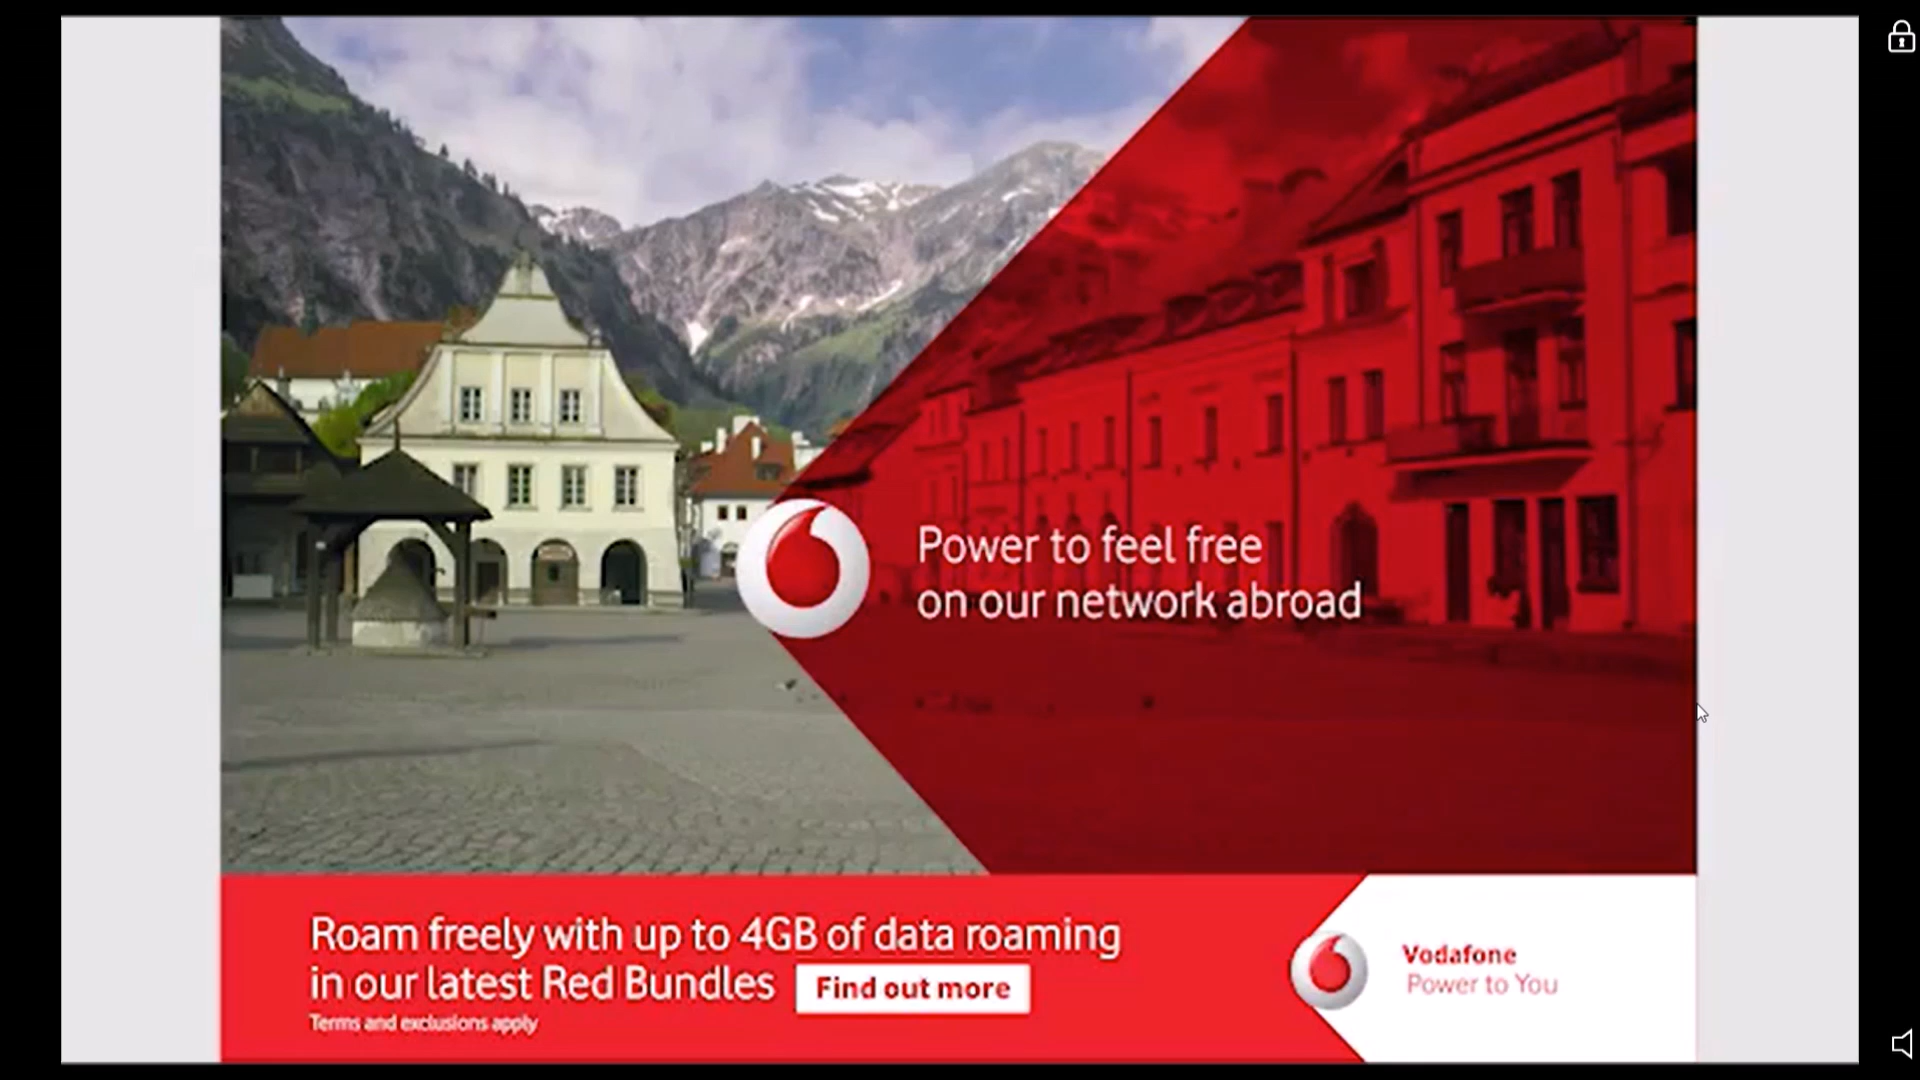 Power to feel free
on our network abroad
Roam freely with up to 4GB of data roaming
in our latest Red Bundles
Find out more
Terms and exclusions apply
Vodafone
Power to You